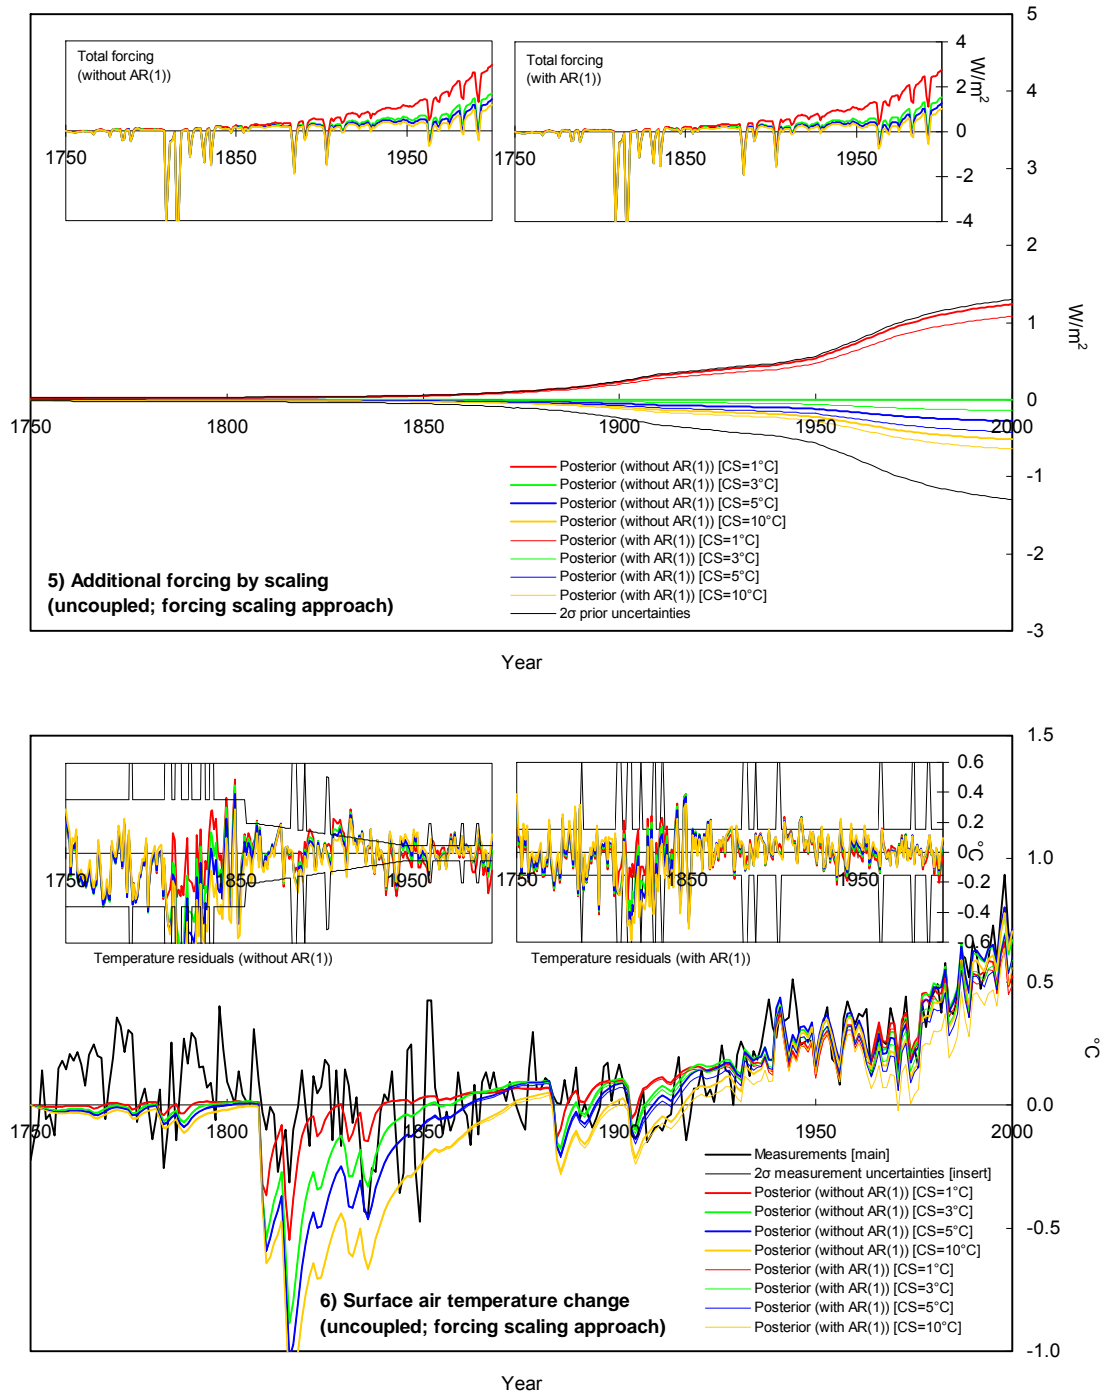 5
Total forcing
(without AR(1))
1750
1850
1950
Total forcing
(with AR(1))
1750
1850
1950
4
2
0
-2
-4
W/m²
4
3
2
1
0
-1
-2
-3
W/m²
1750
1800
1850
1900
1950
2000
Posterior (without AR(1)) [CS=1°C]
Posterior (without AR(1)) [CS=3°C]
Posterior (without AR(1)) [CS=5°C]
Posterior (without AR(1)) [CS=10°C]
Posterior (with AR(1)) [CS=1°C]
Posterior (with AR(1)) [CS=3°C]
Posterior (with AR(1)) [CS=5°C]
Posterior (with AR(1)) [CS=10°C]
2σ prior uncertainties
5) Additional forcing by scaling
(uncoupled; forcing scaling approach)
Year
1.5
1750
850
1950
Temperature residuals (without AR(1))
1750
1850
1950
Temperature residuals (with AR(1))
0.6
0.4
0.2
0
-0.2
-0.4
-0.6
°C
1.0
0.5
0.0
-0.5
-1.0
°C
1750
1800
1850
1900
1950
2000
Measurements [main]
2σ measurement uncertainties [insert]
Posterior (without AR(1)) [CS=1°C]
Posterior (without AR(1)) [CS=3°C]
Posterior (without AR(1)) [CS=5°C]
Posterior (without AR(1)) [CS=10°C]
Posterior (with AR(1)) [CS=1°C]
Posterior (with AR(1)) [CS=3°C]
Posterior (with AR(1)) [CS=5°C]
Posterior (with AR(1)) [CS=10°C]
6) Surface air temperature change
(uncoupled; forcing scaling approach)
Year